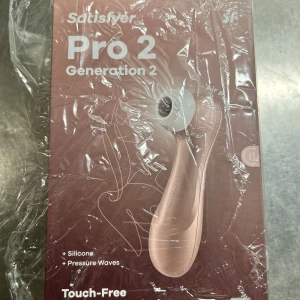 Satisfyer
Pro 2
Generation 2
+ Silicone
+ Pressure Waves
Touch-Free